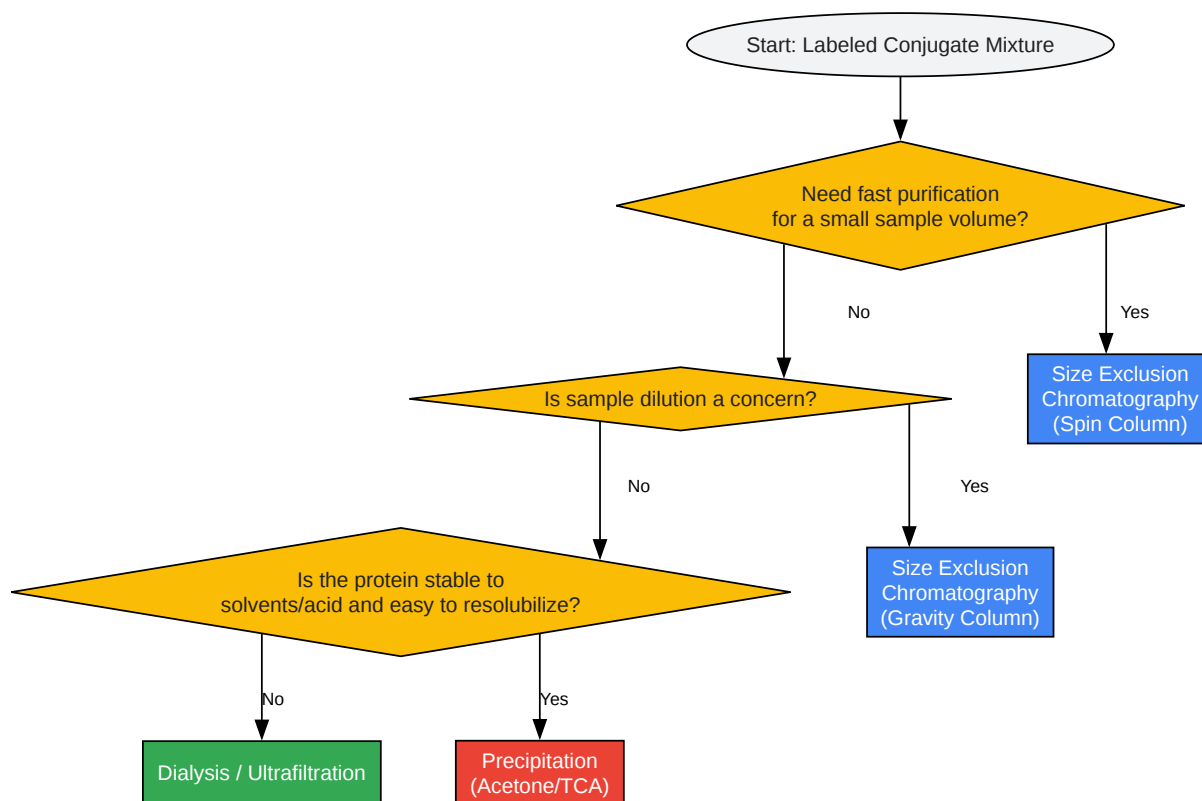 Start: Labeled Conjugate Mixture
Need fast purification
for a small sample volume?
No
Yes
Size Exclusion
Chromatography
(Spin Column)
Is sample dilution a concern?
No
Yes
Size Exclusion
Chromatography
(Gravity Column)
Is the protein stable to
solvents/acid and easy to resolubilize?
No
Yes
Dialysis / Ultrafiltration
Precipitation
(Acetone/TCA)